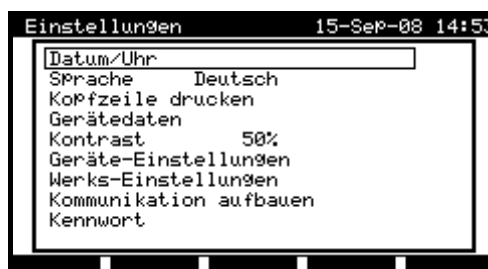 Einstellungen 15-Sep-08 14:53
Datum/Uhr
Sprache Deutsch
Kopfzeile drucken
Gerätedaten
Kontrast 50%
Geräte-Einstellungen
Werks-Einstellungen
Kommunikation aufbauen
Kennwort